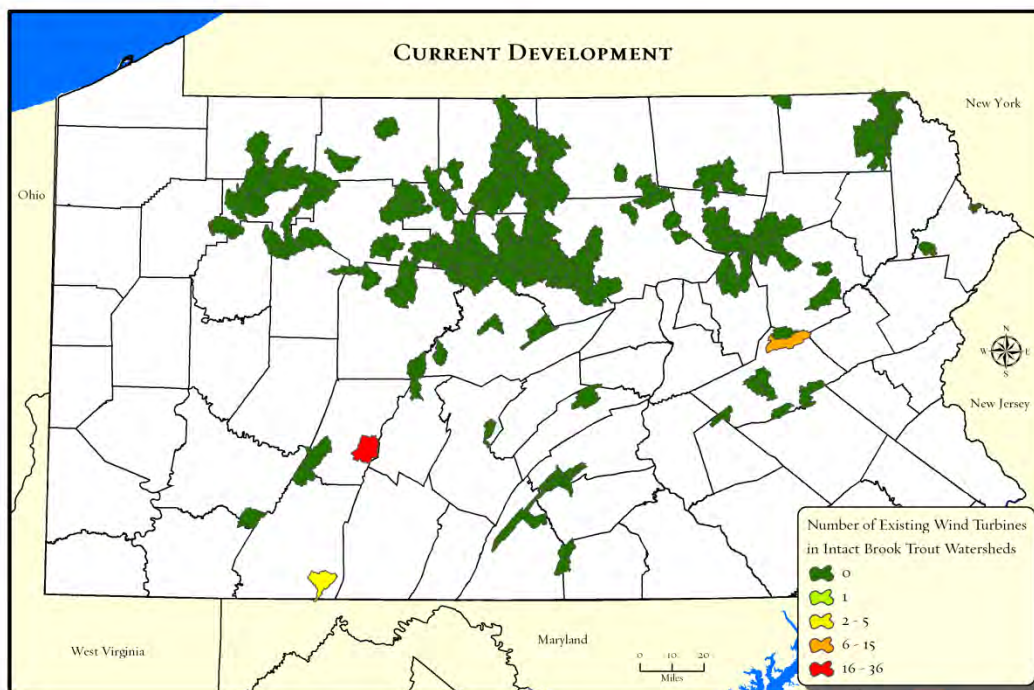 CURRENT DEVELOPMENT
New York
Ohio
N
W E
S
New Jersey
Number of Existing Wind Turbines
in Intact Brook Trout Watersheds
0
1
2 - 5
6 - 15
16 - 36
West Virginia
Maryland
0 10 20
Miles